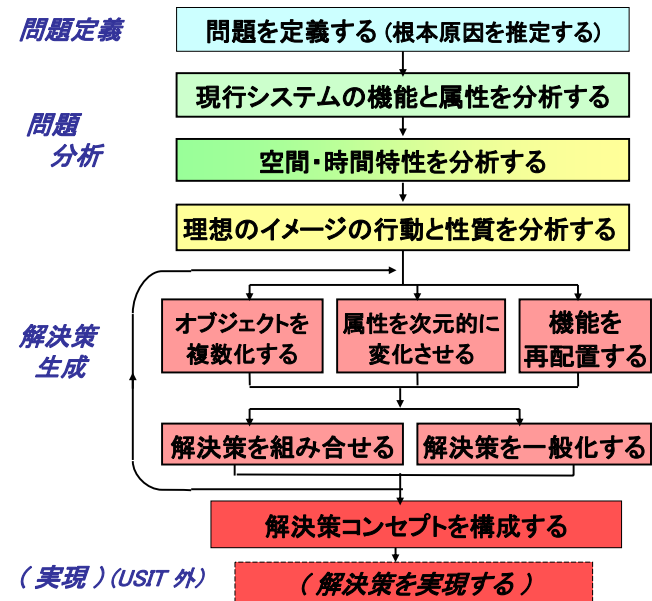 問題定義
問題を定義する (根本原因を推定する)
現行システムの機能と属性を分析する
問題
分析
空間・時間特性を分析する
理想のイメージの行動と性質を分析する
解決策
生成
オブジェクトを
複数化する
属性を次元的に
変化させる
機能を
再配置する
解決策を組み合せる
解決策を一般化する
解決策コンセプトを構成する
( 実現 ) (USIT 外)
( 解決策を実現する )